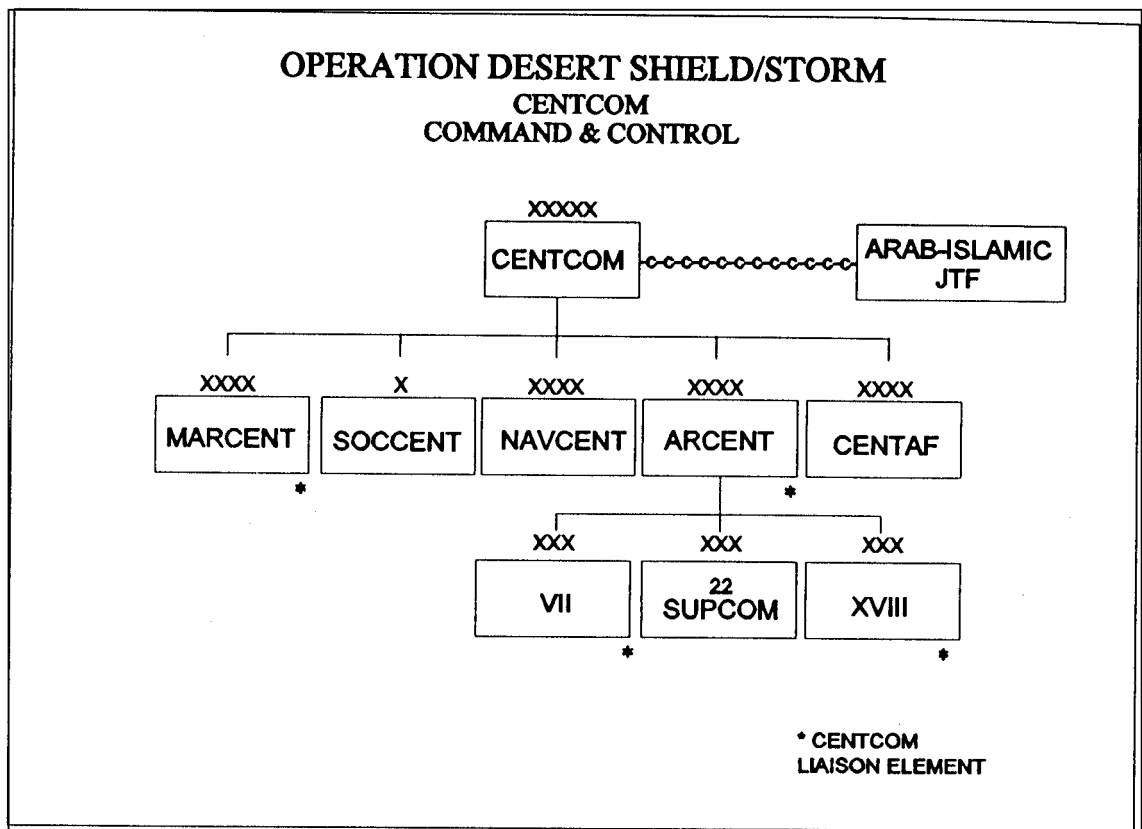 OPERATION DESERT SHIELD/STORM
CENTCOM
COMMAND & CONTROL
XXXXX
CENTCOM
-c-c-c-c-c-c-c-c-c-c-c-c-
ARAB-ISLAMIC
JTF
XXXX
MARCENT
*
X
SOCCENT
XXXX
NAVCENT
XXXX
ARCENT
*
XXXX
CENTAF
XXX
VII
*
XXX
22
SUPCOM
XXX
XVIII
*
* CENTCOM
LIAISON ELEMENT